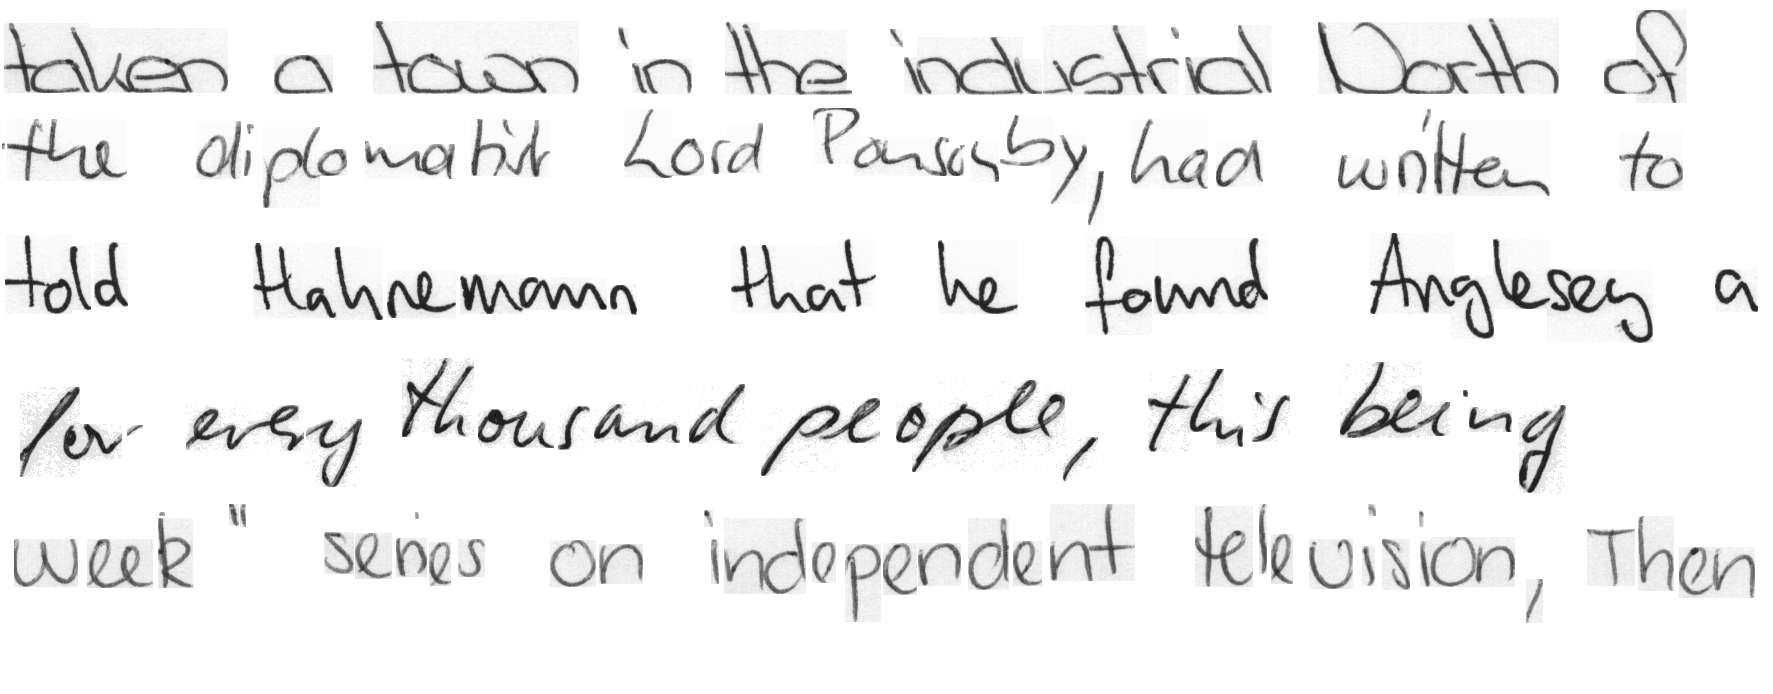 taken a town in the industrial North of
the diplomatist Lord Ponsonby, had written to
told Hahnemann that he found Anglesey a
for every thousand people, this being
week" series on independent television, Then